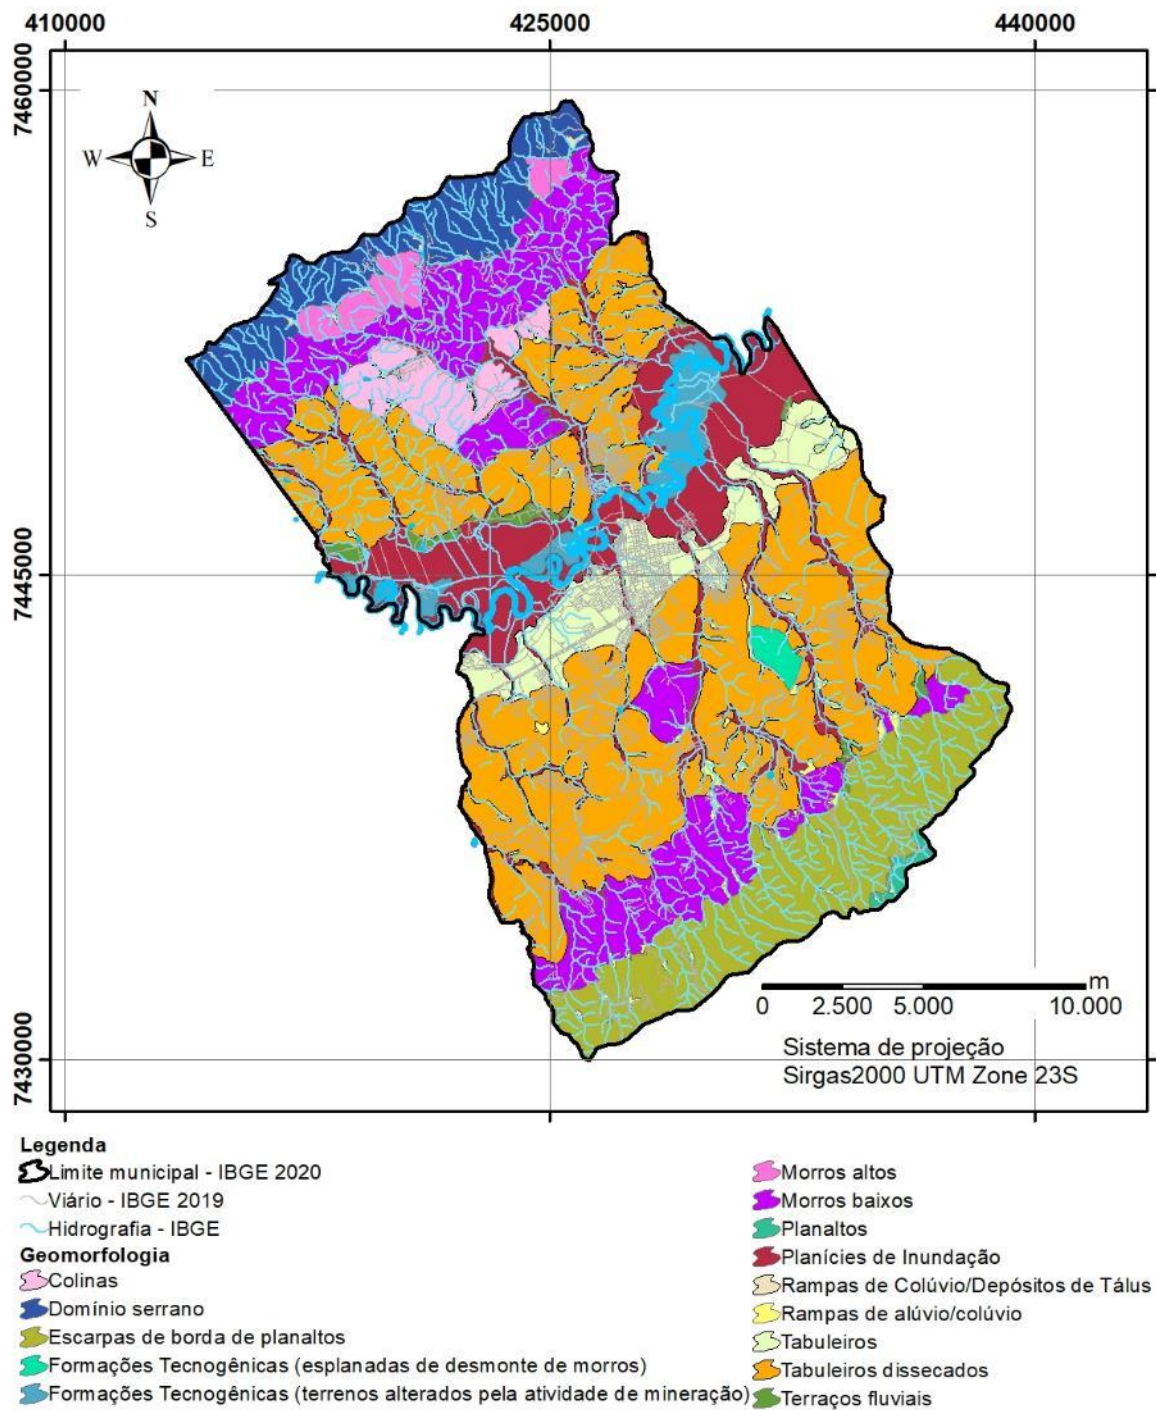 410000 425000 440000
7460000
7445000
7430000
N
W E
S
m
0 2.500 5.000 10.000
Sistema de projeção
Sirgas2000 UTM Zone 23S
Legenda
Limite municipal - IBGE 2020
Viário - IBGE 2019
Hidrografia - IBGE
Geomorfologia
Colinas
Domínio serrano
Escarpas de borda de planaltos
Formações Tecnogênicas (esplanadas de desmonte de morros)
Formações Tecnogênicas (terrenos alterados pela atividade de mineração)
Morros altos
Morros baixos
Planaltos
Planícies de Inundação
Rampas de Colúvio/Depósitos de Tálus
Rampas de alúvio/colúvio
Tabuleiros
Tabuleiros dissecados
Terraços fluviais